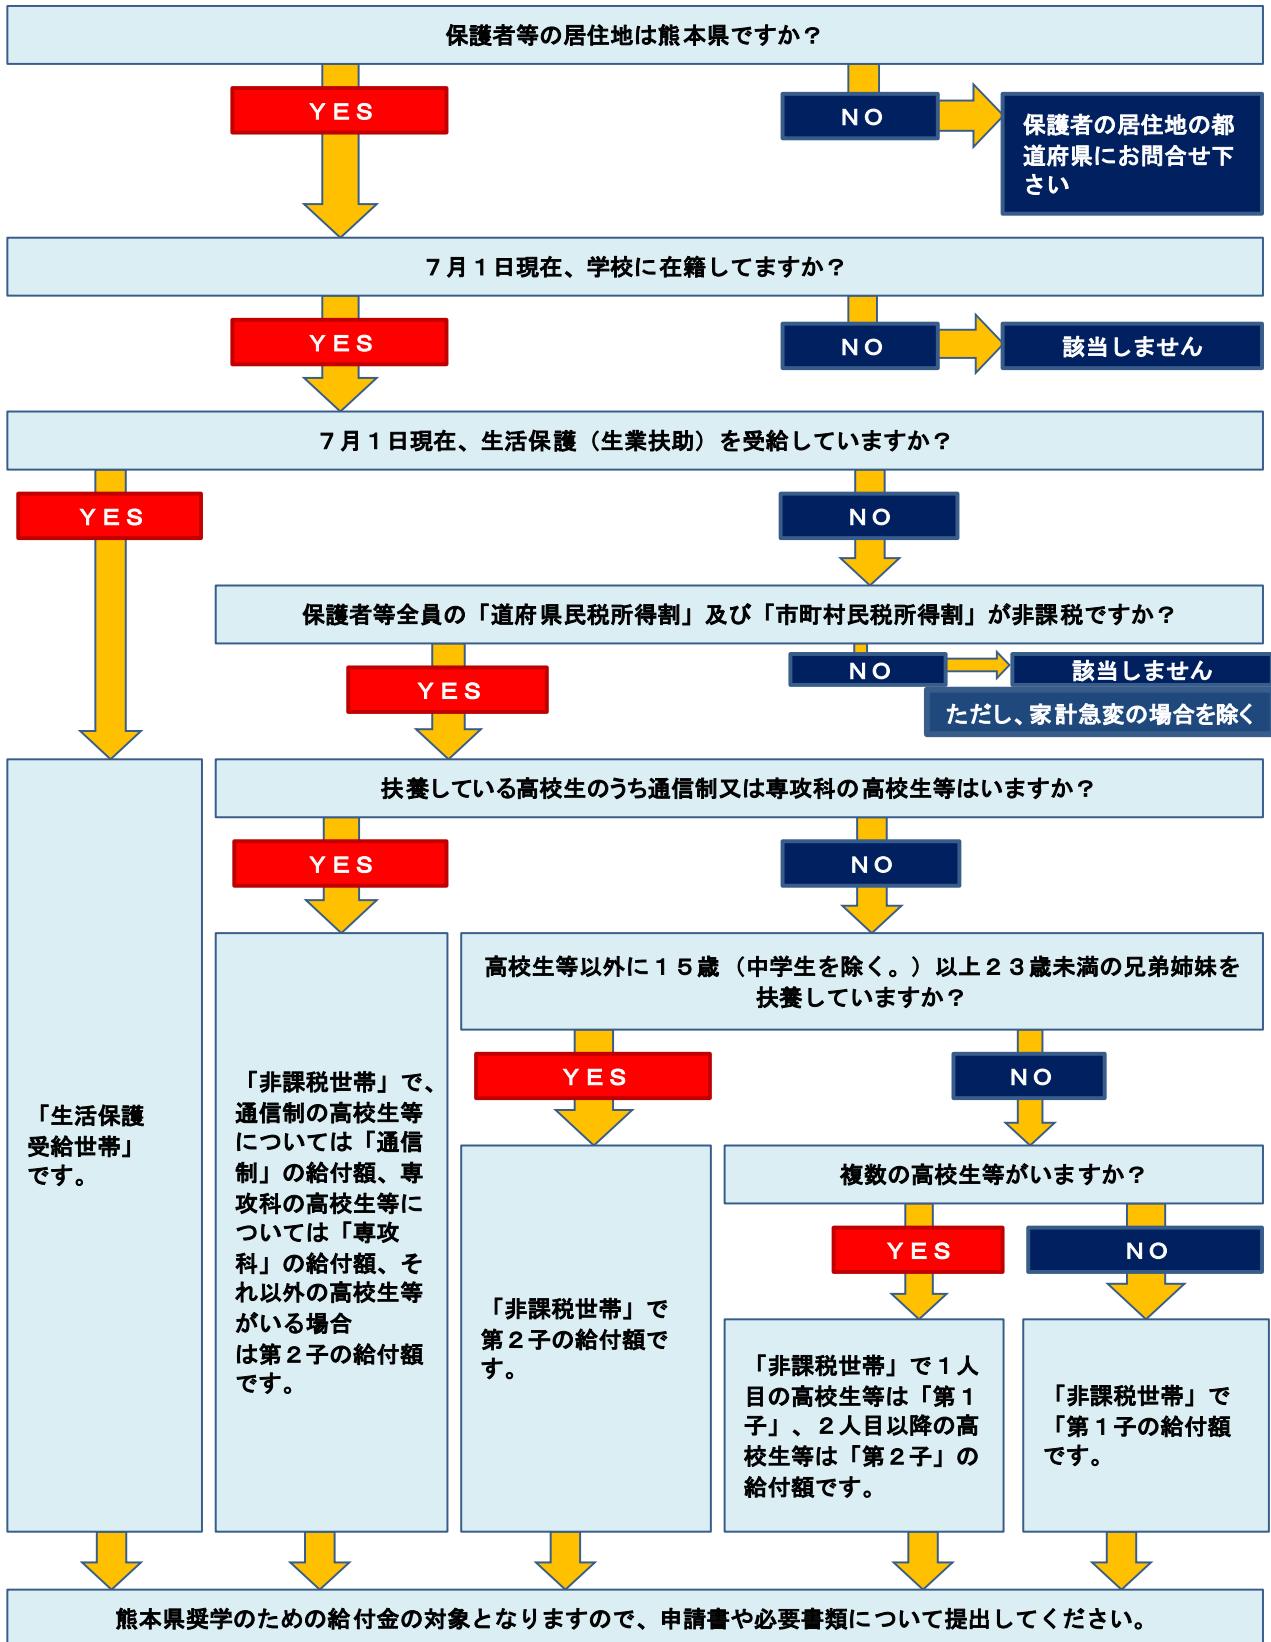 保護者等の居住地は熊本県ですか？
ＹＥＳ
ＮＯ
保護者の居住地の都
道府県にお問合せ下
さい
７月１日現在、学校に在籍してますか？
ＹＥＳ
ＮＯ
該当しません
７月１日現在、生活保護（生業扶助）を受給していますか？
ＹＥＳ
ＮＯ
保護者等全員の「道府県民税所得割」及び「市町村民税所得割」が非課税ですか？
ＹＥＳ
ＮＯ
該当しません
ただし、家計急変の場合を除く
扶養している高校生のうち通信制又は専攻科の高校生等はいますか？
ＹＥＳ
ＮＯ
高校生等以外に１５歳（中学生を除く。）以上２３歳未満の兄弟姉妹を
扶養していますか？
ＹＥＳ
ＮＯ
複数の高校生等がいますか？
ＹＥＳ
ＮＯ
「生活保護
受給世帯」
です。
「非課税世帯」で、
通信制の高校生等
については「通信
制」の給付額、専
攻科の高校生等に
ついては「専攻
科」の給付額、そ
れ以外の高校生等
がいる場合
は第２子の給付額
です。
「非課税世帯」で
第２子の給付額で
す。
「非課税世帯」で１人
目の高校生等は「第１
子」、２人目以降の高
校生等は「第２子」の
給付額です。
「非課税世帯」で
「第１子の給付額
です。
熊本県奨学のための給付金の対象となりますので、申請書や必要書類について提出してください。